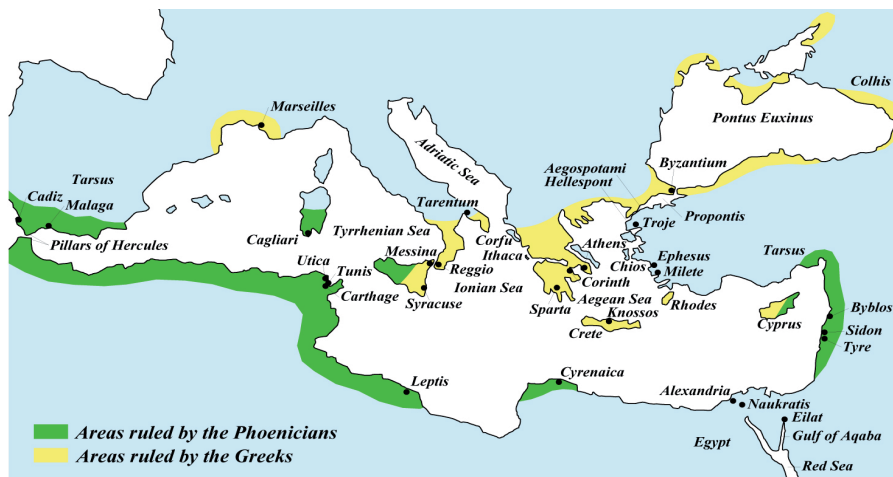 Colhis
Marseilles
Pontus Euxinus
Adriatic Sea
Byzantium
Aegospotami
Hellespont
Tarsus
Cadiz
Malaga
Tarentum
Propontis
Troje
Pillars of Hercules
Tyrrhenian Sea
Corfu
Ithaca
Athens
Cagliari
Messina
Ephesus
Tarsus
Chios
Milete
Utica
Tunis
Reggio
Corinth
Ionian Sea
Carthage
Syracuse
Sparta
Aegean Sea
Rhodes
Knossos
Byblos
Cyprus
Crete
Sidon
Tyre
Leptis
Cyrenaica
Alexandria
Naukratis
Eilat
Areas ruled by the Phoenicians
Egypt
Gulf of Aqaba
Areas ruled by the Greeks
Red Sea